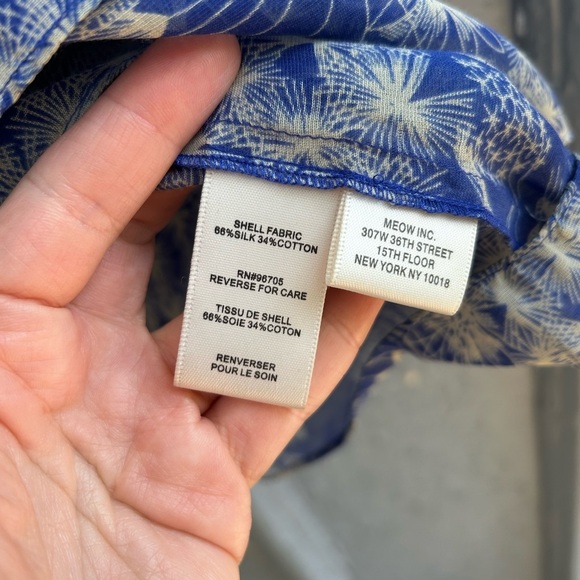 SHELL FABRIC
66%SILK 34%COTTON
RN#96705
REVERSE FOR CARE
TISSU DE SHELL
66%SOIE 34%COTON
RENVERSER
POUR LE SOIN
MEOW INC.
307W 36TH STREET
15TH FLOOR
NEW YORK NY 10018